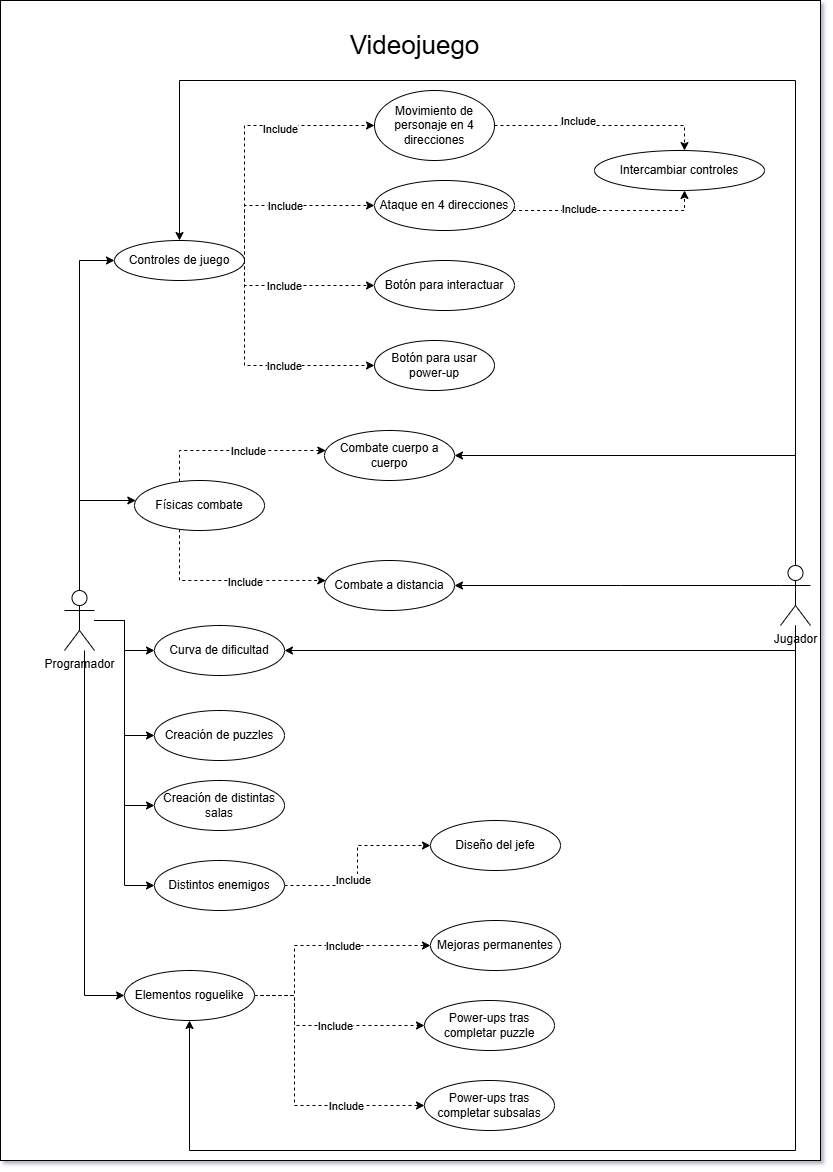 Videojuego
Include
Movimiento de
personaje en 4
direcciones
Include
Intercambiar controles
Include
Ataque en 4 direcciones
Include
Controles de juego
Include
Botón para interactuar
Include
Botón para usar
power-up
Include
Combate cuerpo a
cuerpo
Físicas combate
Include
Combate a distancia
Programador
Jugador
Curva de dificultad
Creación de puzzles
Creación de distintas
salas
Distintos enemigos
Include
Diseño del jefe
Include
Mejoras permanentes
Elementos roguelike
Include
Power-ups tras
completar puzzle
Include
Power-ups tras
completar subsalas